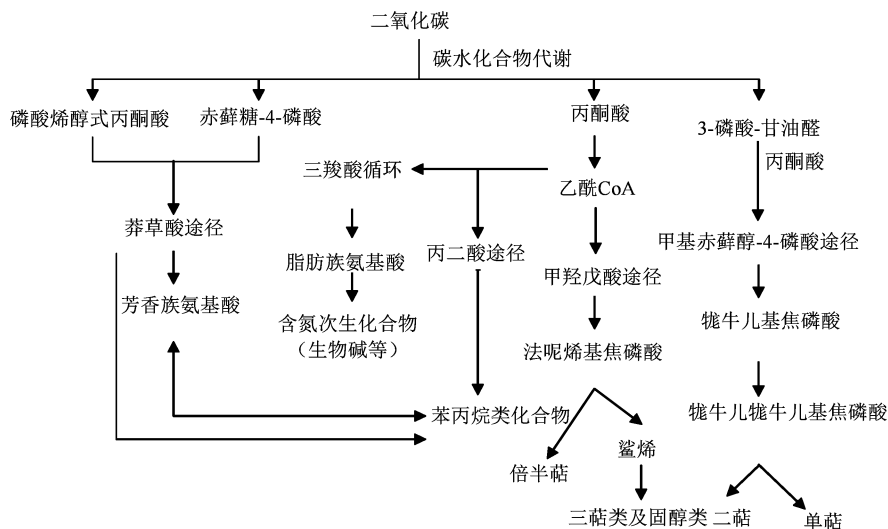 二氧化碳
碳水化合物代谢
磷酸烯醇式丙酮酸
赤藓糖-4-磷酸
丙酮酸
3-磷酸-甘油醛
丙酮酸
三羧酸循环
乙酰CoA
莽草酸途径
脂肪族氨基酸
丙二酸途径
甲基赤藓醇-4-磷酸途径
甲羟戊酸途径
芳香族氨基酸
含氮次生化合物
（生物碱等）
牻牛儿基焦磷酸
法呢烯基焦磷酸
苯丙烷类化合物
牻牛儿牻牛儿基焦磷酸
倍半萜
鲨烯
三萜类及固醇类
二萜
单萜